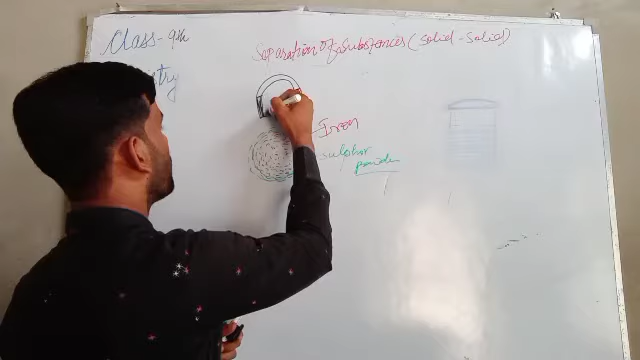 Class - 9th
Separation of Substances (Solid - Solid)
Iron
Sulphur
powder